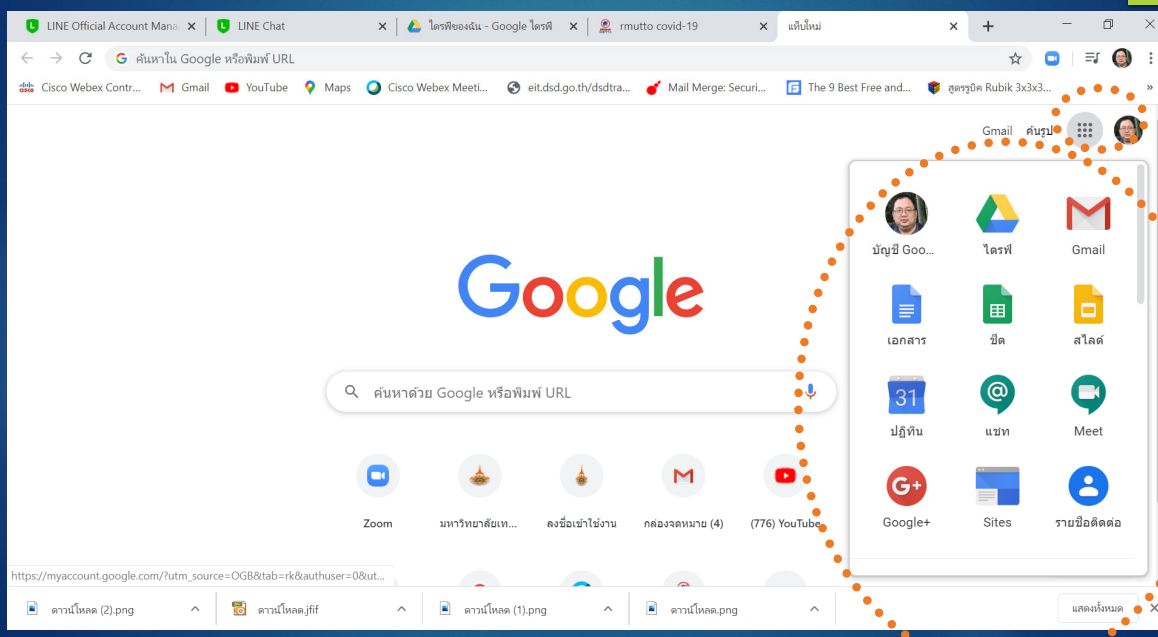 LINE Official Account Mana
LINE Chat
ไดรฟ์ของฉัน - Google ไดรฟ์
rmutto covid-19
แท็บใหม่
ค้นหาใน Google หรือพิมพ์ URL
Cisco Webex Contr...
Gmail
YouTube
Maps
Cisco Webex Meeti...
eit.dsd.go.th/dsdtra...
Mail Merge: Securi...
The 9 Best Free and...
สูตรรูบิค Rubik 3x3x3...
»
Gmail
ค้นรูป
บัญชี Goo...
ไดรฟ์
Gmail
เอกสาร
ชีต
สไลด์
31
ปฏิทิน
แชท
Meet
G+
Google+
Sites
รายชื่อติดต่อ
Google
ค้นหาด้วย Google หรือพิมพ์ URL
Zoom
มหาวิทยาลัยเท...
ลงชื่อเข้าใช้งาน
กล่องจดหมาย (4)
(776) YouTube
https://myaccount.google.com/?utm_source=OGB&tab=rk&authuser=0&ut...
ดาวน์โหลด (2).png
ดาวน์โหลด.jfif
ดาวน์โหลด (1).png
ดาวน์โหลด.png
แสดงทั้งหมด